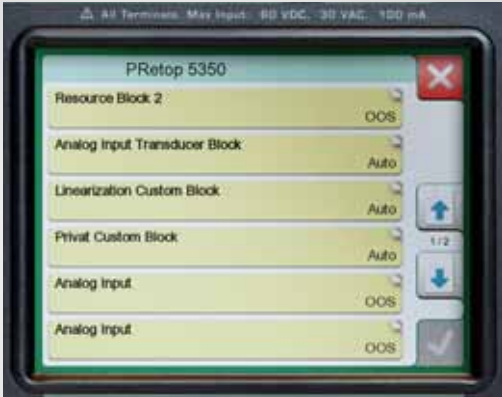 ⚠ All Terminals. Max Input: 60 VDC, 30 VAC, 100 mA
PRetop 5350
Resource Block 2
OOS
Analog Input Transducer Block
Auto
Linearization Custom Block
Auto
Privat Custom Block
Auto
1/2
Analog Input
OOS
Analog Input
OOS